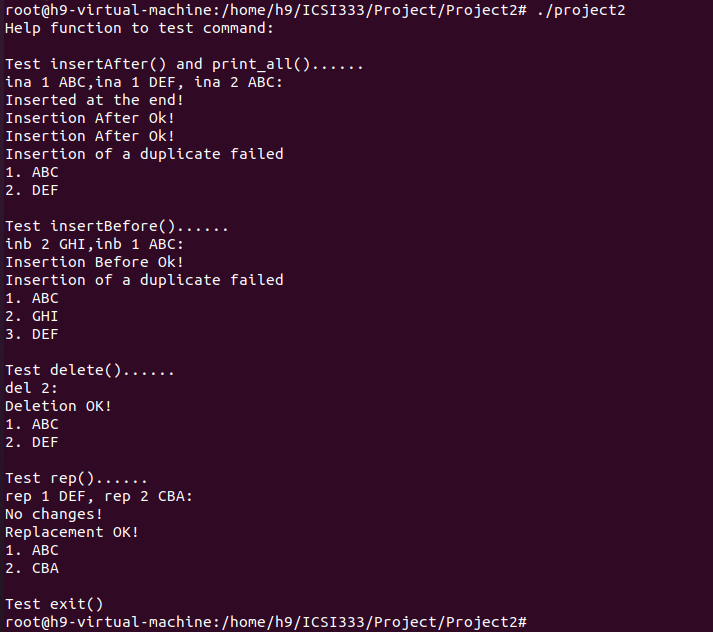 root@h9-virtual-machine:/home/h9/ICSI333/Project/Project2# ./project2
Help function to test command:
Test insertAfter() and print_all()......
ina 1 ABC,ina 1 DEF, ina 2 ABC:
Inserted at the end!
Insertion After Ok!
Insertion After Ok!
Insertion of a duplicate failed
1. ABC
2. DEF
Test insertBefore()......
inb 2 GHI,inb 1 ABC:
Insertion Before Ok!
Insertion of a duplicate failed
1. ABC
2. GHI
3. DEF
Test delete()......
del 2:
Deletion OK!
1. ABC
2. DEF
Test rep()......
rep 1 DEF, rep 2 CBA:
No changes!
Replacement OK!
1. ABC
2. CBA
Test exit()
root@h9-virtual-machine:/home/h9/ICSI333/Project/Project2#